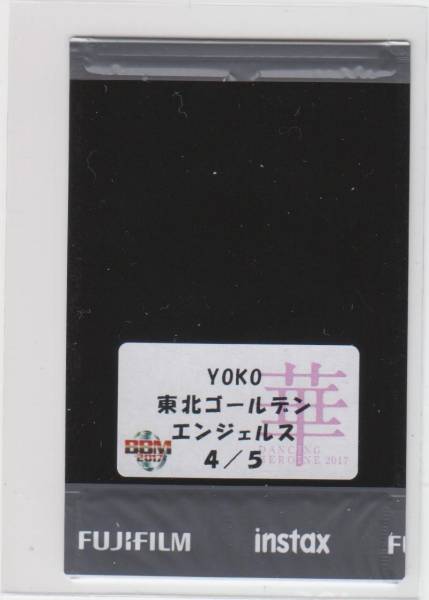 YOKO
東北ゴールデン
エンジェルス
4/5
華
DANCING
HEROINE 2017
BBM
2017
FUJIFILM instax F